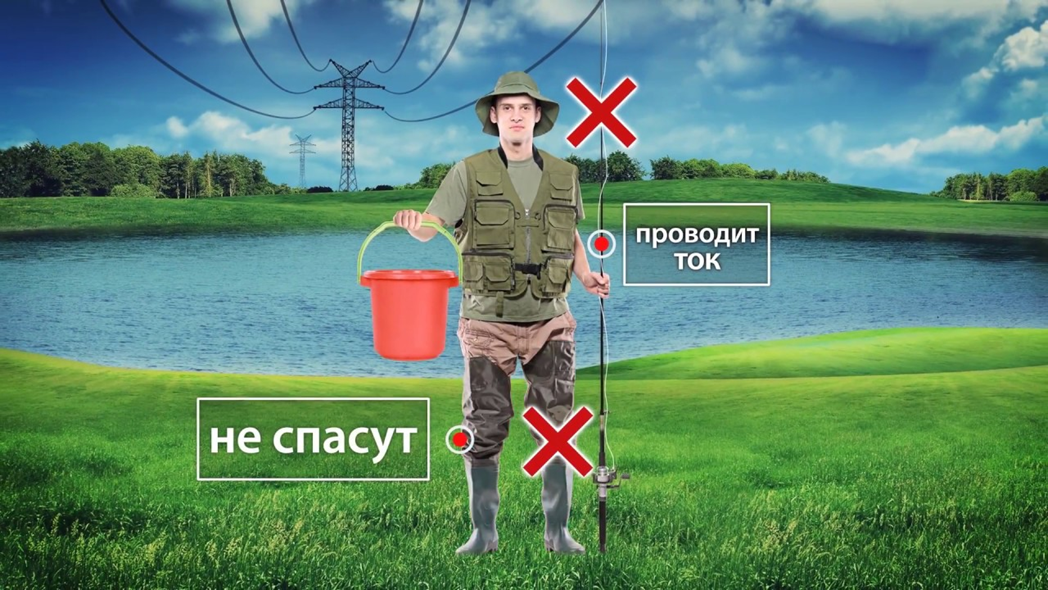 проводит
ток
не спасут